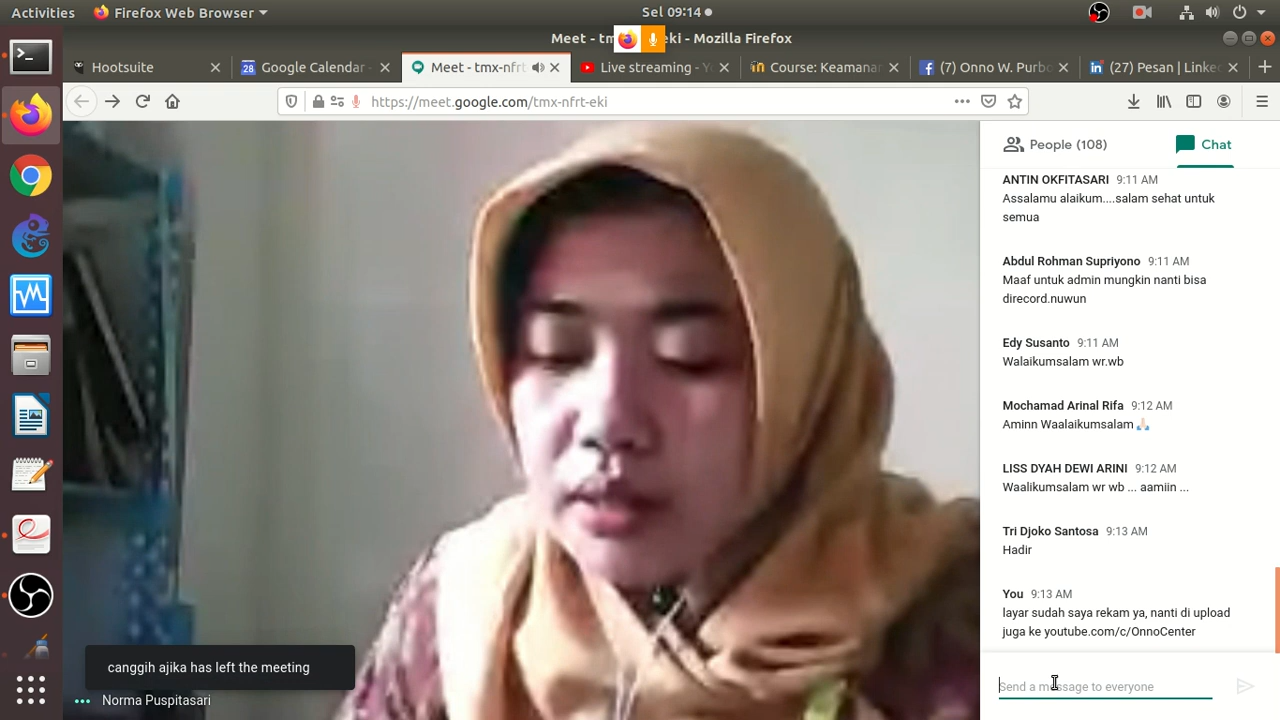 Activities
Firefox Web Browser
Sel 09:14
eki - Mozilla Firefox
Hootsuite
Google Calendar -
Meet - tmx-nfrt-
Live streaming -
Course: Keamana
(7) Onno W. Purb
(27) Pesan | Linke
https://meet.google.com/tmx-nfrt-eki
People (108)
Chat
ANTIN OKFITASARI 9:11 AM
Assalamu alaikum....salam sehat untuk
semua
Abdul Rohman Supriyono 9:11 AM
Maaf untuk admin mungkin nanti bisa
direcord.nuwun
Edy Susanto 9:11 AM
Walaikumsalam wr.wb
Mochamad Arinal Rifa 9:12 AM
Aminn Waalaikumsalam🙏🏻
LISS DYAH DEWI ARINI 9:12 AM
Waalikumsalam wr wb ... aamiin ...
Tri Djoko Santosa 9:13 AM
Hadir
You 9:13 AM
layar sudah saya rekam ya, nanti di upload
juga ke youtube.com/c/OnnoCenter
Send a message to everyone
canggih ajika has left the meeting
Norma Puspitasari